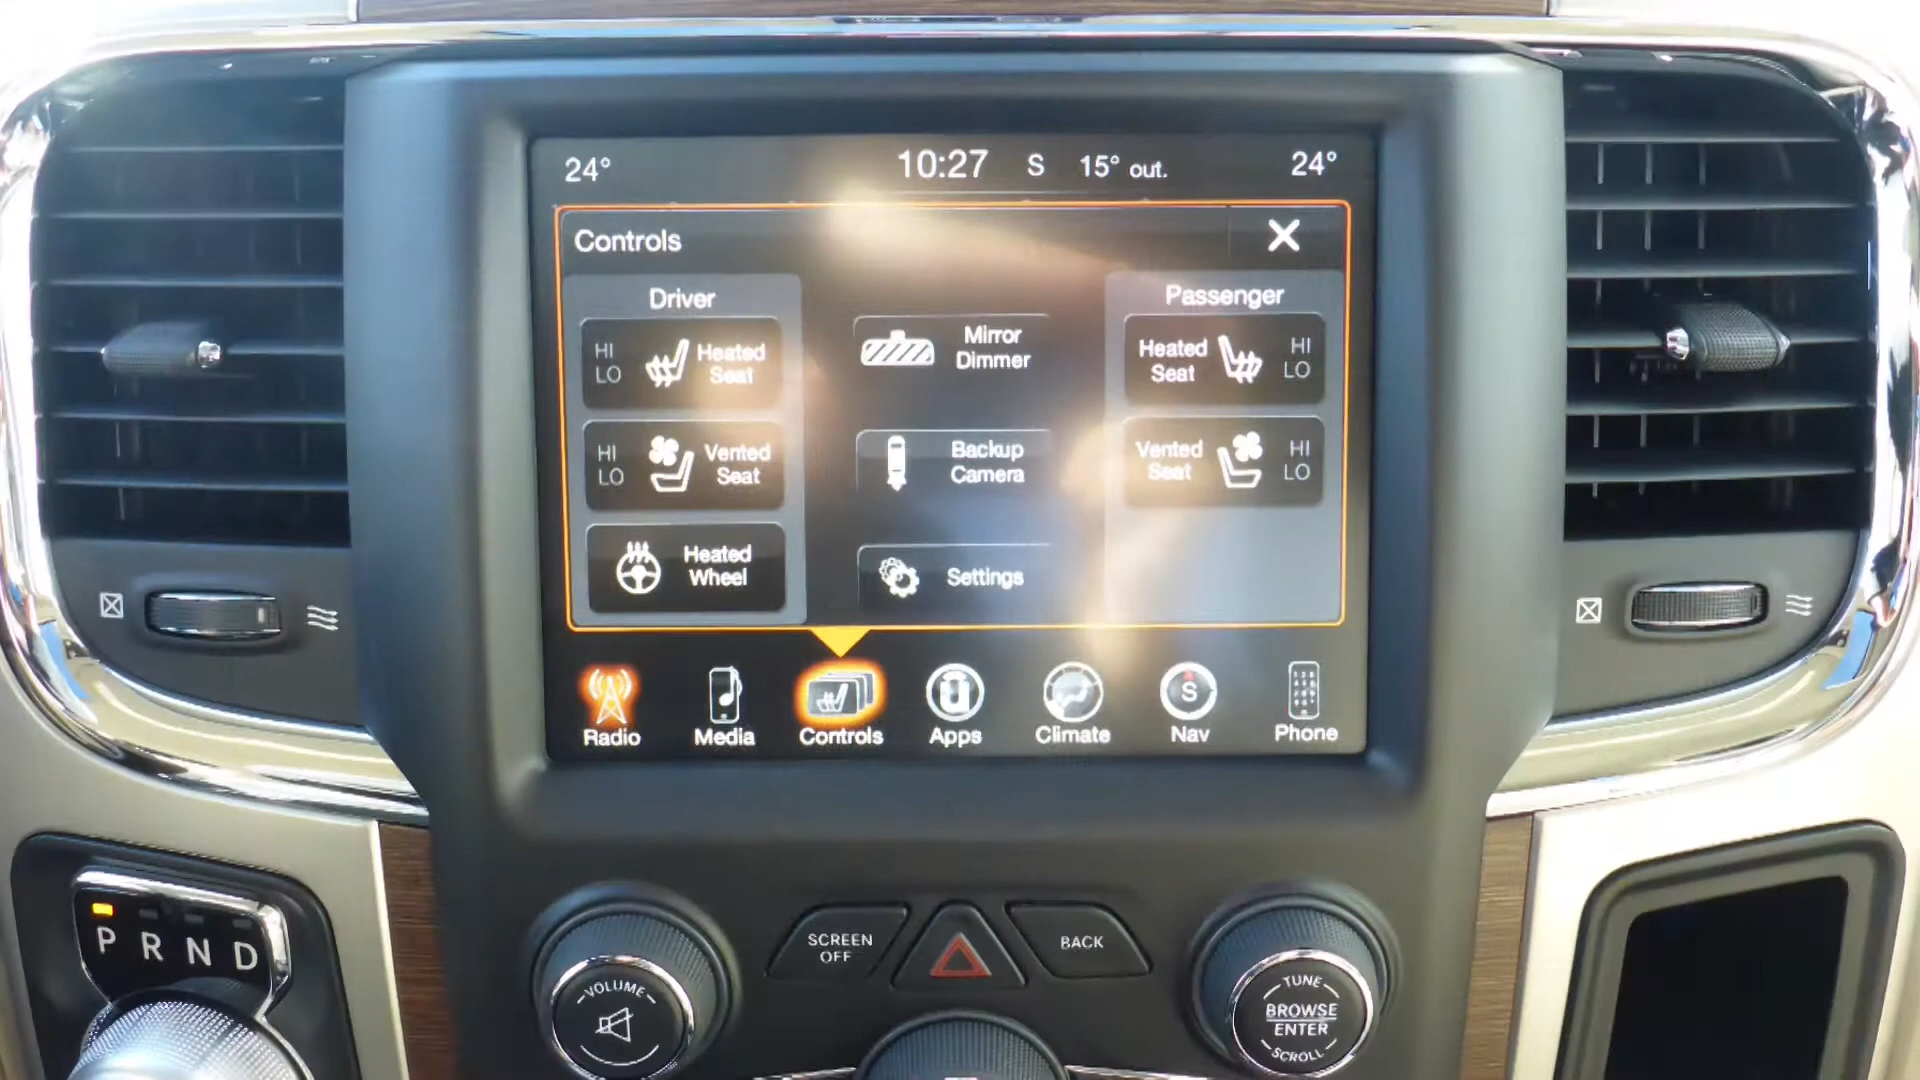 24° 10:27 S 15° out. 24°
Controls
Driver
HI
LO
Heated
Seat
HI
LO
Vented
Seat
Heated
Wheel
Mirror
Dimmer
Backup
Camera
Settings
Passenger
Heated
Seat
HI
LO
Vented
Seat
HI
LO
Radio Media Controls Apps Climate Nav Phone
S
P R N D
VOLUME
SCREEN
OFF
BACK
TUNE
BROWSE
ENTER
SCROLL